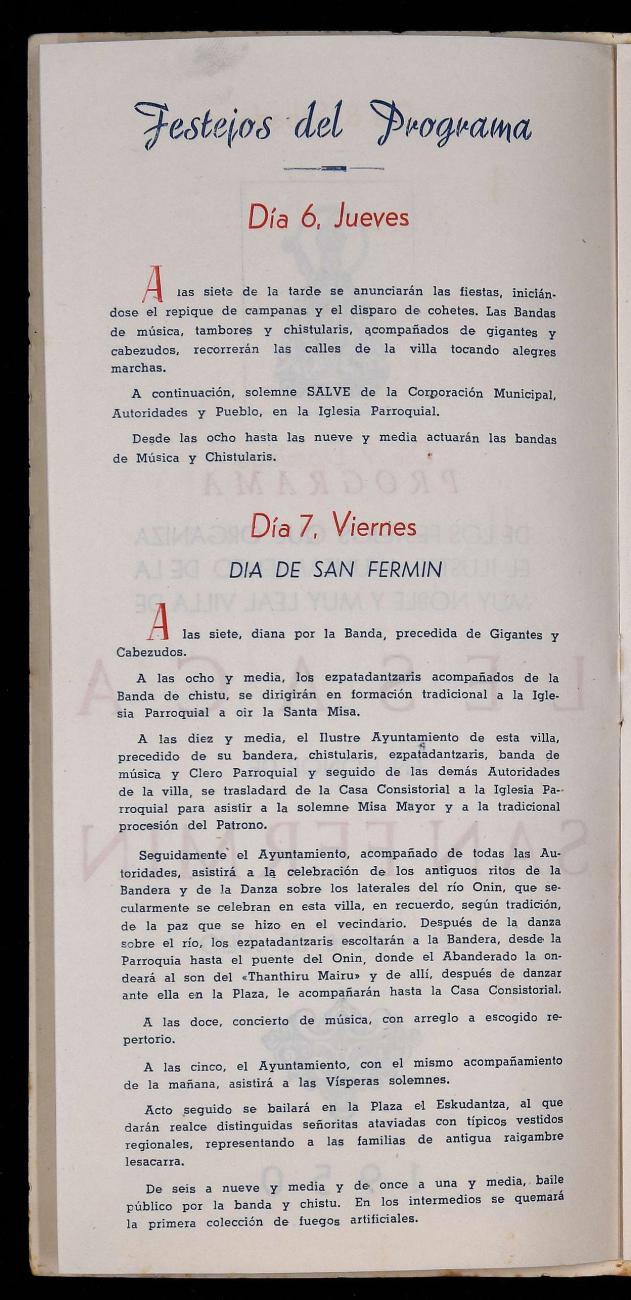 Festejos del Programa
Día 6, Jueves
A las siete de la tarde se anunciarán las fiestas, inicián-
dose el repique de campanas y el disparo de cohetes. Las Bandas
de música, tambores y chistularis, acompañados de gigantes y
cabezudos, recorrerán las calles de la villa tocando alegres
marchas.
A continuación, solemne SALVE de la Corporación Municipal,
Autoridades y Pueblo, en la Iglesia Parroquial.
Desde las ocho hasta las nueve y media actuarán las bandas
de Música y Chistularis.
Día 7, Viernes
DIA DE SAN FERMIN
A las siete, diana por la Banda, precedida de Gigantes y
Cabezudos.
A las ocho y media, los ezpatadantzaris acompañados de la
Banda de chistu, se dirigirán en formación tradicional a la Igle-
sia Parroquial a oir la Santa Misa.
A las diez y media, el Ilustre Ayuntamiento de esta villa,
precedido de su bandera, chistularis, ezpatadantzaris, banda de
música y Clero Parroquial y seguido de las demás Autoridades
de la villa, se trasladard de la Casa Consistorial a la Iglesia Pa-
rroquial para asistir a la solemne Misa Mayor y a la tradicional
procesión del Patrono.
Seguidamente el Ayuntamiento, acompañado de todas las Au-
toridades, asistirá a la celebración de los antiguos ritos de la
Bandera y de la Danza sobre los laterales del río Onin, que se-
cularmente se celebran en esta villa, en recuerdo, según tradición,
de la paz que se hizo en el vecindario. Después de la danza
sobre el río, los ezpatadantzaris escoltarán a la Bandera, desde la
Parroquia hasta el puente del Onin, donde el Abanderado la on-
deará al son del «Thanthiru Mairu» y de allí, después de danzar
ante ella en la Plaza, le acompañarán hasta la Casa Consistorial.
A las doce, concierto de música, con arreglo a escogido re-
pertorio.
A las cinco, el Ayuntamiento, con el mismo acompañamiento
de la mañana, asistirá a las Vísperas solemnes.
Acto seguido se bailará en la Plaza el Eskudantza, al que
darán realce distinguidas señoritas ataviadas con típicos vestidos
regionales, representando a las familias de antigua raigambre
lesacarra.
De seis a nueve y media y de once a una y media, baile
público por la banda y chistu. En los intermedios se quemará
la primera colección de fuegos artificiales.